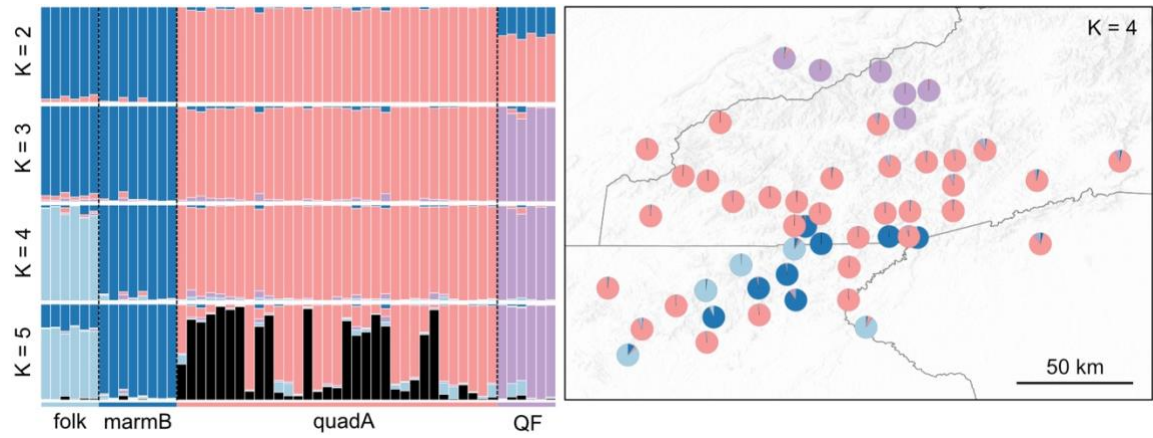 K = 2
K = 3
K = 4
K = 5
folk marmB quadA QF
K = 4
50 km